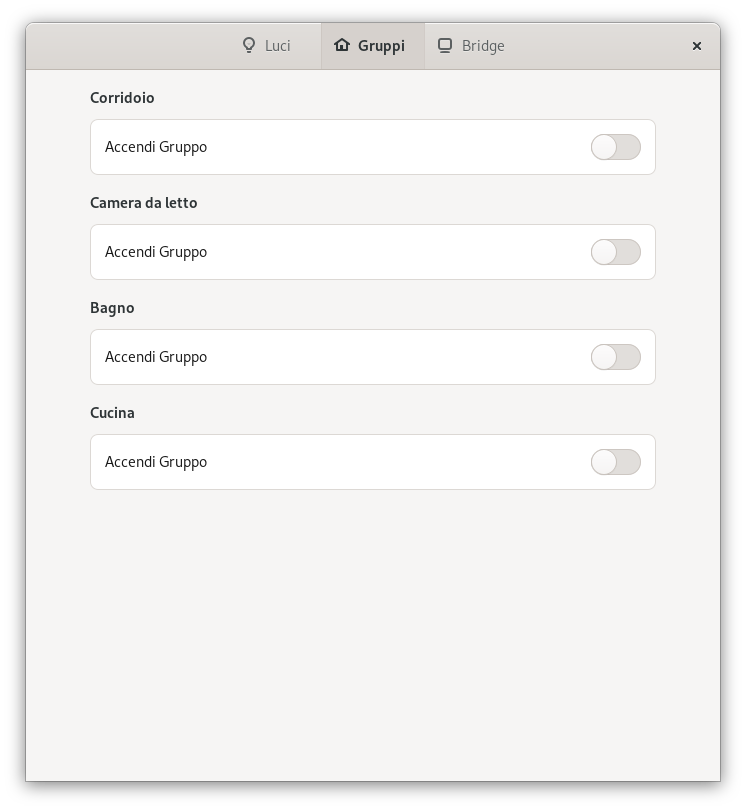 Luci
Gruppi
Bridge
Corridoio
Accendi Gruppo
Camera da letto
Accendi Gruppo
Bagno
Accendi Gruppo
Cucina
Accendi Gruppo